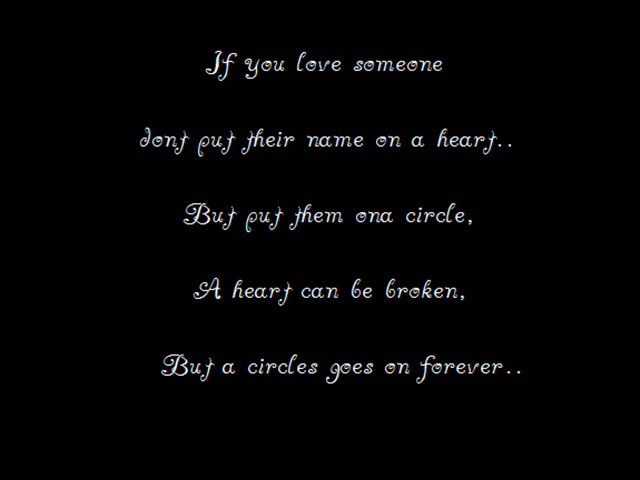 If you love someone
dont put their name on a heart..
But put them ona circle,
A heart can be broken,
But a circles goes on forever..